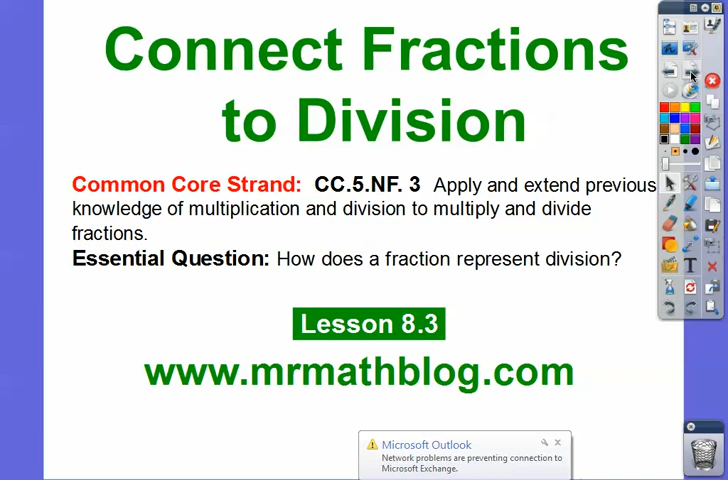 Connect Fractions
to Division
Common Core Strand: CC.5.NF. 3 Apply and extend previous
knowledge of multiplication and division to multiply and divide
fractions.
Essential Question: How does a fraction represent division?
Lesson 8.3
www.mrmathblog.com
Microsoft Outlook
Network problems are preventing connection to
Microsoft Exchange.